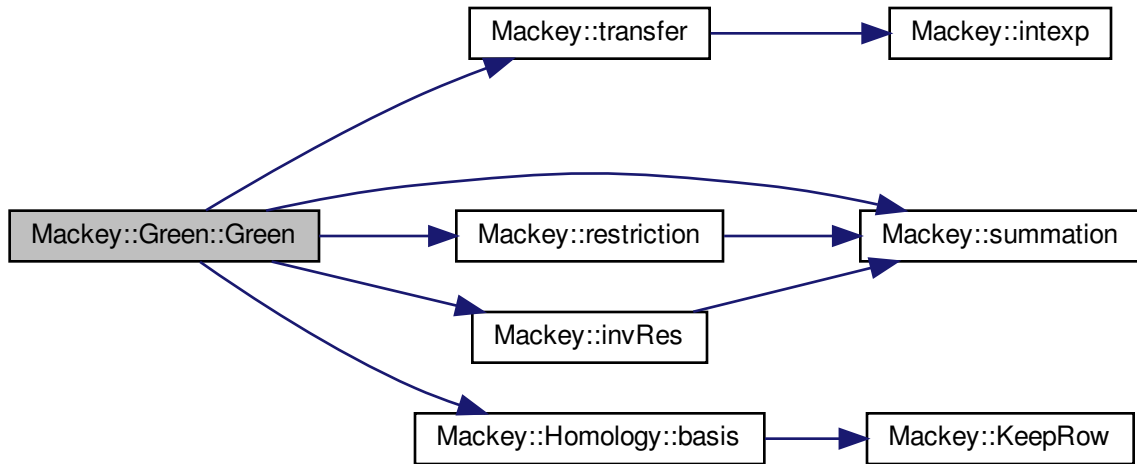 Mackey::transfer
Mackey::intexp
Mackey::Green::Green
Mackey::restriction
Mackey::summation
Mackey::invRes
Mackey::Homology::basis
Mackey::KeepRow